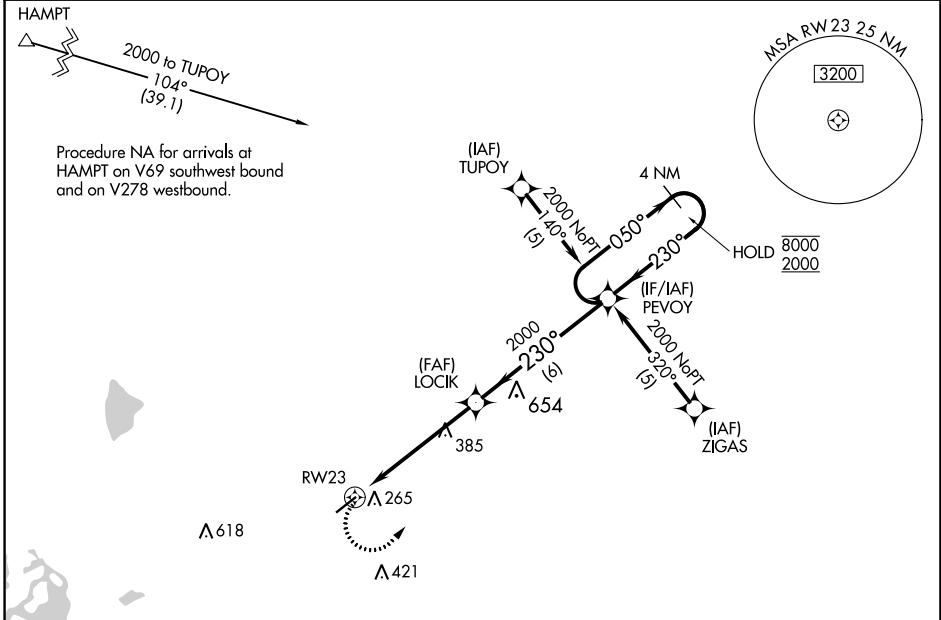 HAMPT
2000 to TUPOY
104°
(39.1)
Procedure NA for arrivals at
HAMPT on V69 southwest bound
and on V278 westbound.
MSA RW23 25 NM
3200
(IAF)
TUPOY
2000 NoPT
140°
(5)
4 NM
050°
230°
HOLD
8000
2000
(IF/IAF)
PEVOY
2000 NoPT
320°
(5)
(IAF)
ZIGAS
2000
230°
(6)
(FAF)
LOCIK
654
385
RW23
265
618
421